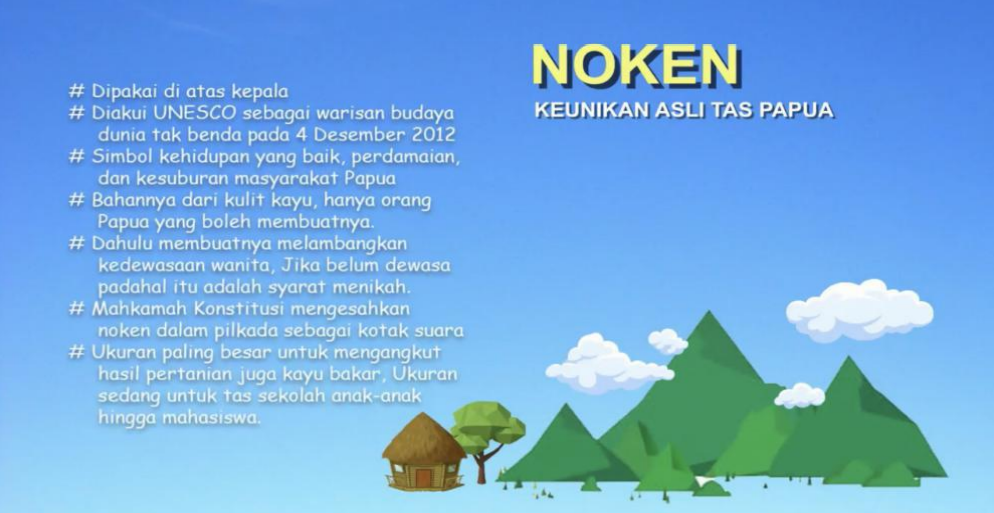 NOKEN
KEUNIKAN ASLI TAS PAPUA
# Dipakai di atas kepala
# Diakui UNESCO sebagai warisan budaya
dunia tak benda pada 4 Desember 2012
# Simbol kehidupan yang baik, perdamaian,
dan kesuburan masyarakat Papua
# Bahannya dari kulit kayu, hanya orang
Papua yang boleh membuatnya.
# Dahulu membuatnya melambangkan
kedewasaan wanita, Jika belum dewasa
padahal itu adalah syarat menikah.
# Mahkamah Konstitusi mengesahkan
noken dalam pilkada sebagai kotak suara
# Ukuran paling besar untuk mengangkut
hasil pertanian juga kayu bakar, Ukuran
sedang untuk tas sekolah anak-anak
hingga mahasiswa.